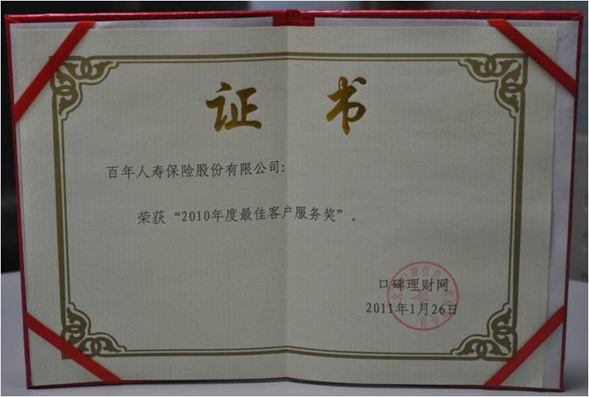 证 书
百年人寿保险股份有限公司:
荣获“2010年度最佳客户服务奖”。
口碑理财网
2011年1月26日